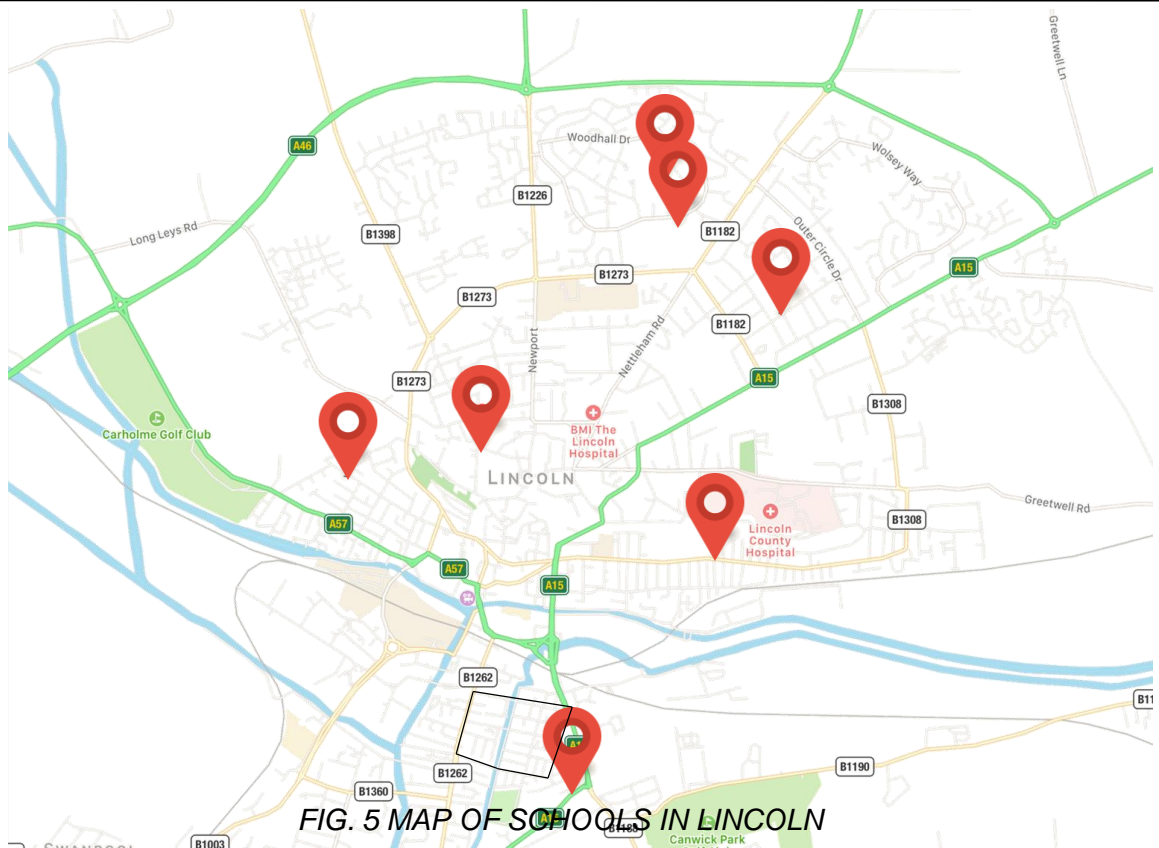 Greetwell Ln
Woodhall Dr
A46
Wolsey Way
B1226
Long Leys Rd
B1398
B1182
Outer Circle Dr
A15
B1273
B1273
Newport
Nettleham Rd
B1182
B1273
A15
B1308
Carholme Golf Club
BMI The
Lincoln
Hospital
LINCOLN
Greetwell Rd
A57
Lincoln
County
Hospital
B1308
A57
A15
B1262
B1190
B1262
B1360
FIG. 5 MAP OF SCHOOLS IN LINCOLN
Canwick Park
B1003